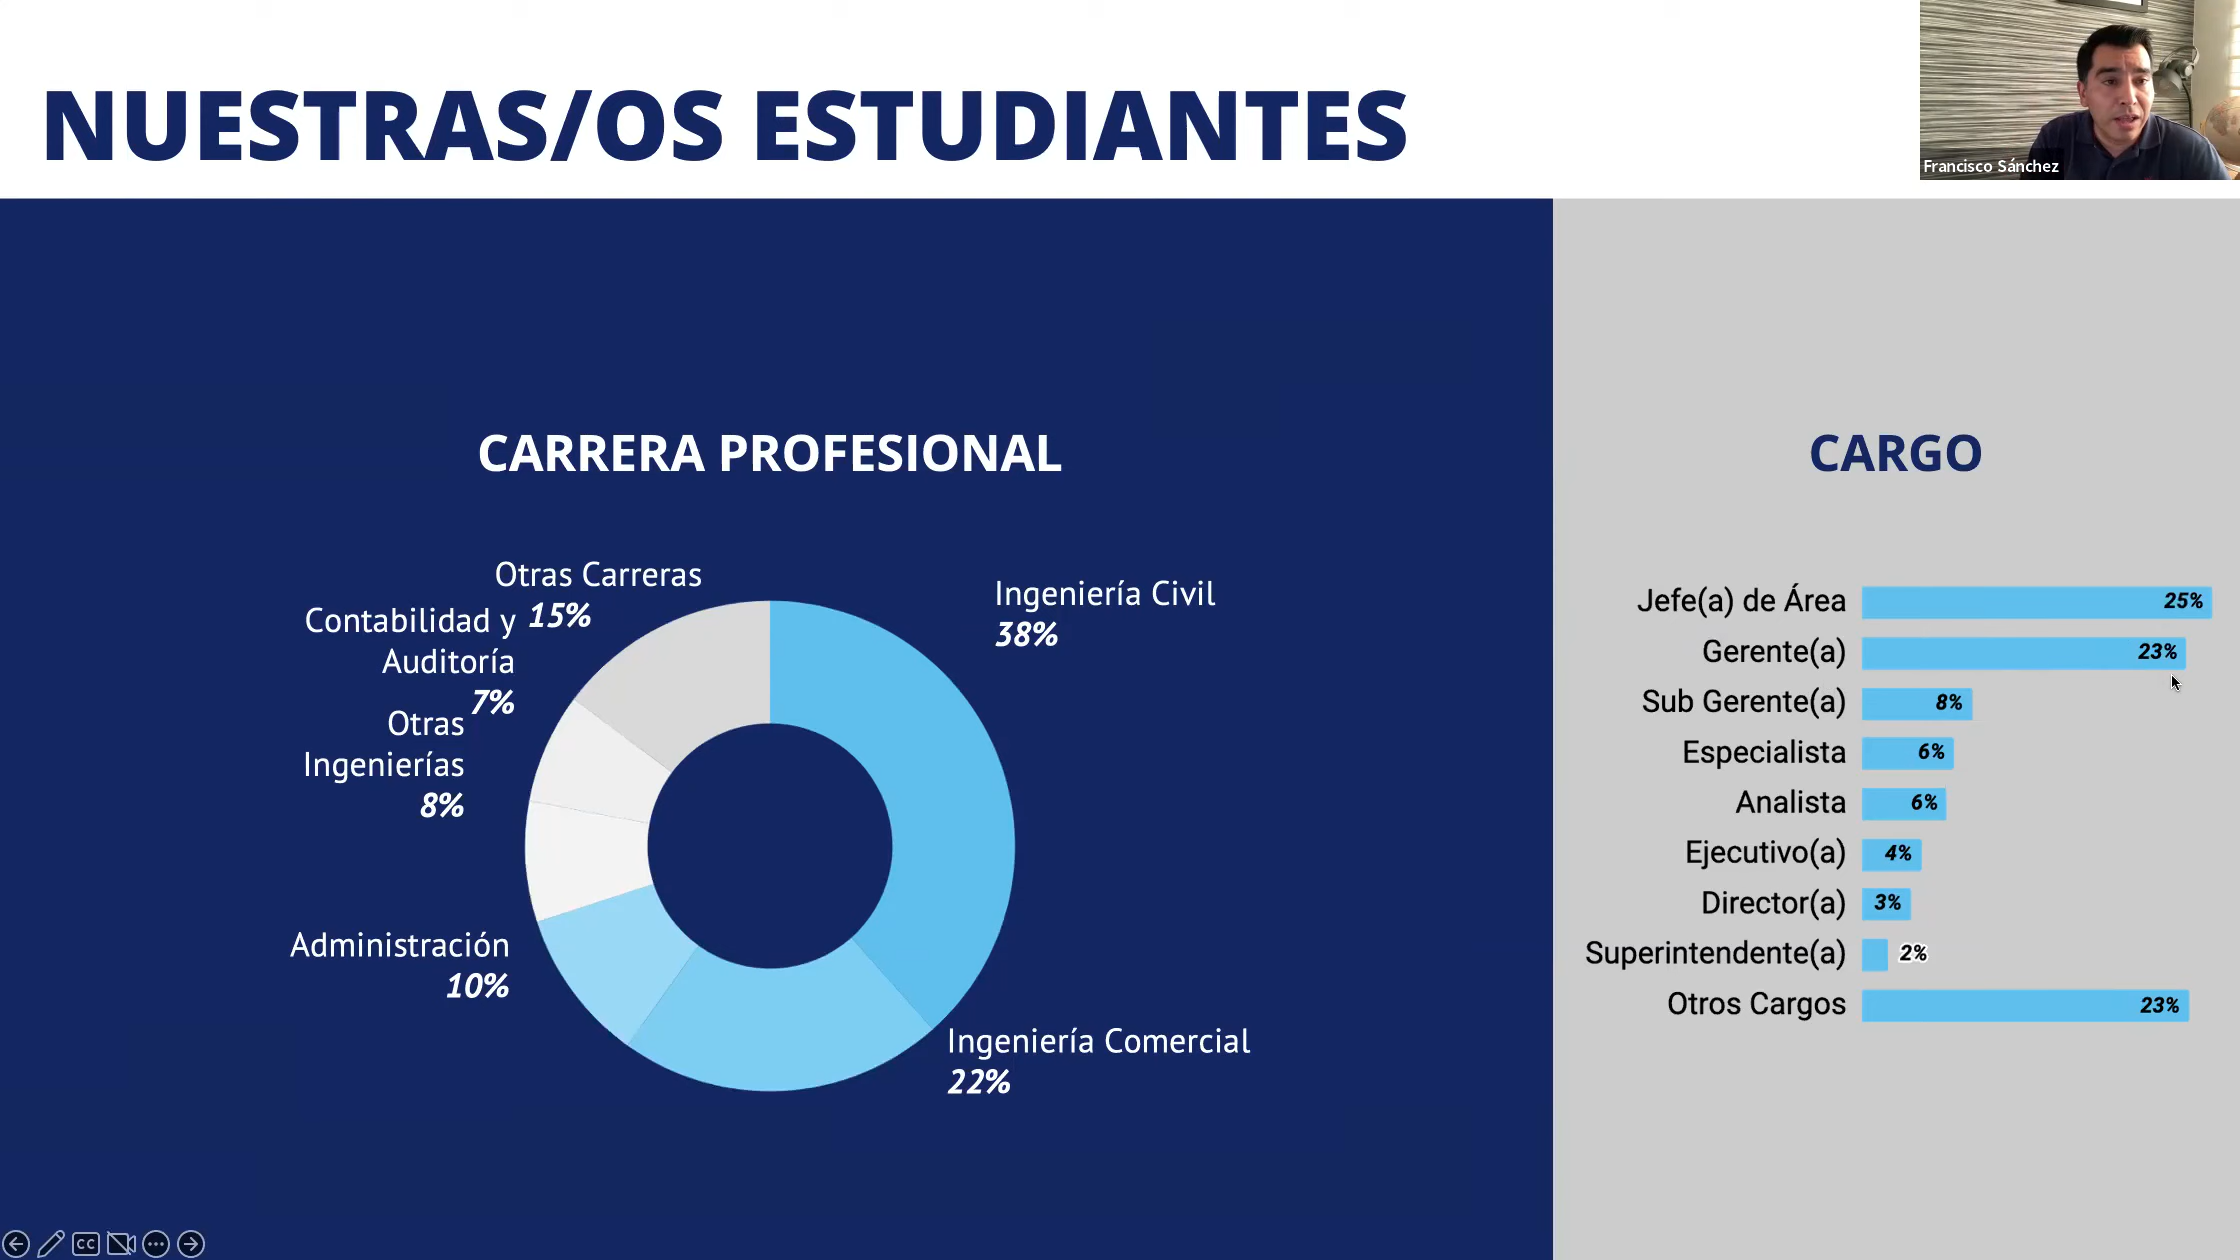 NUESTRAS/OS ESTUDIANTES
Francisco Sánchez
CARRERA PROFESIONAL
Otras Carreras
15%
Contabilidad y
Auditoría
7%
Otras
Ingenierías
8%
Administración
10%
Ingeniería Civil
38%
Ingeniería Comercial
22%
CARGO
Jefe(a) de Área 25%
Gerente(a) 23%
Sub Gerente(a) 8%
Especialista 6%
Analista 6%
Ejecutivo(a) 4%
Director(a) 3%
Superintendente(a) 2%
Otros Cargos 23%
CC